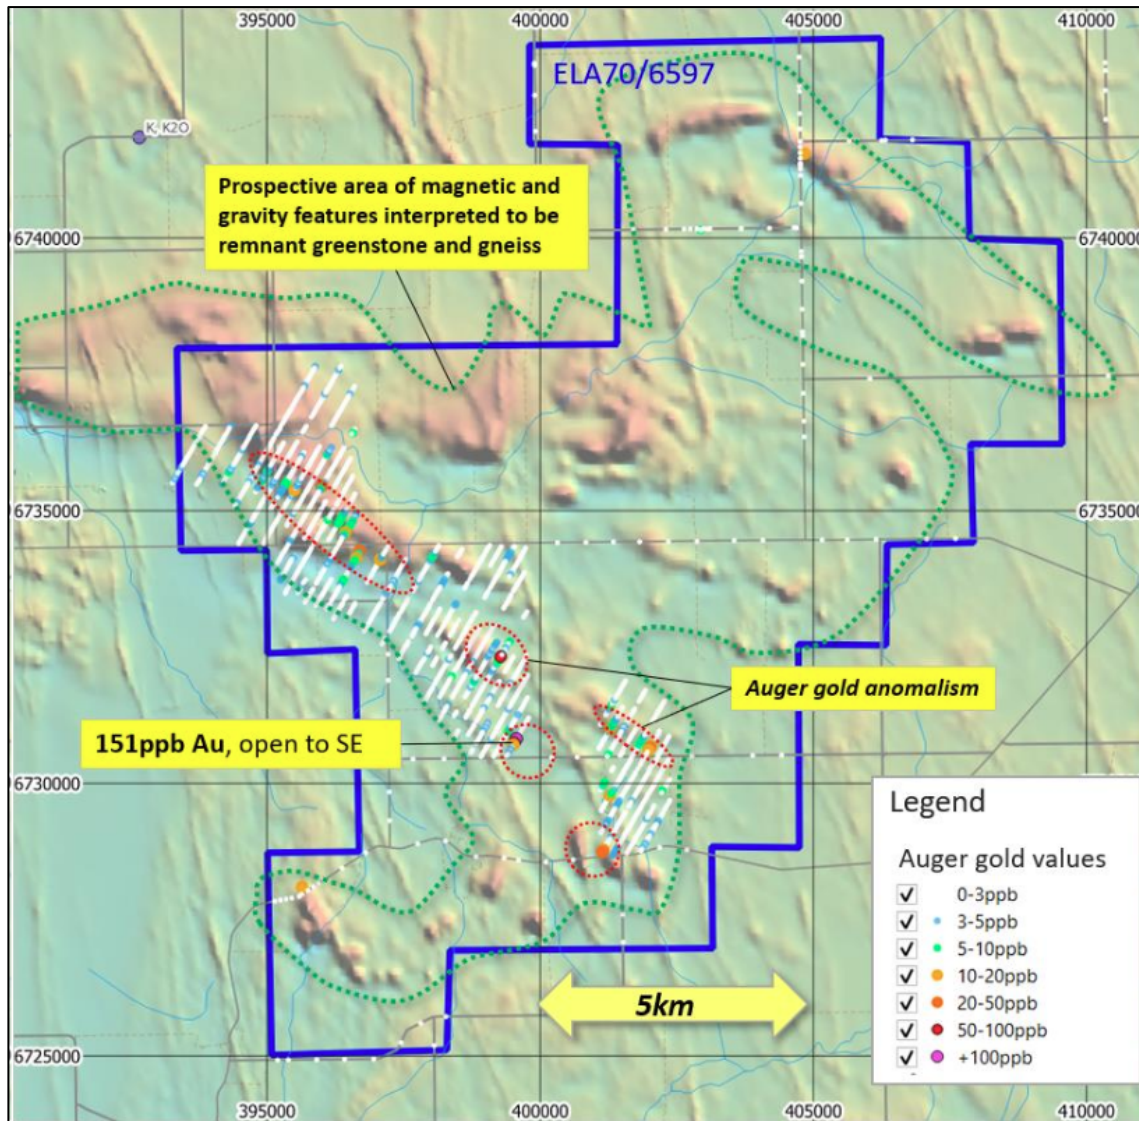 395000
400000
405000
410000
ELA70/6597
K, K2O
Prospective area of magnetic and
gravity features interpreted to be
remnant greenstone and gneiss
6740000
6740000
6735000
6735000
Auger gold anomalism
151ppb Au, open to SE
6730000
Legend
Auger gold values
0-3ppb
3-5ppb
5-10ppb
10-20ppb
20-50ppb
50-100ppb
+100ppb
5km
6725000
395000
400000
405000
410000